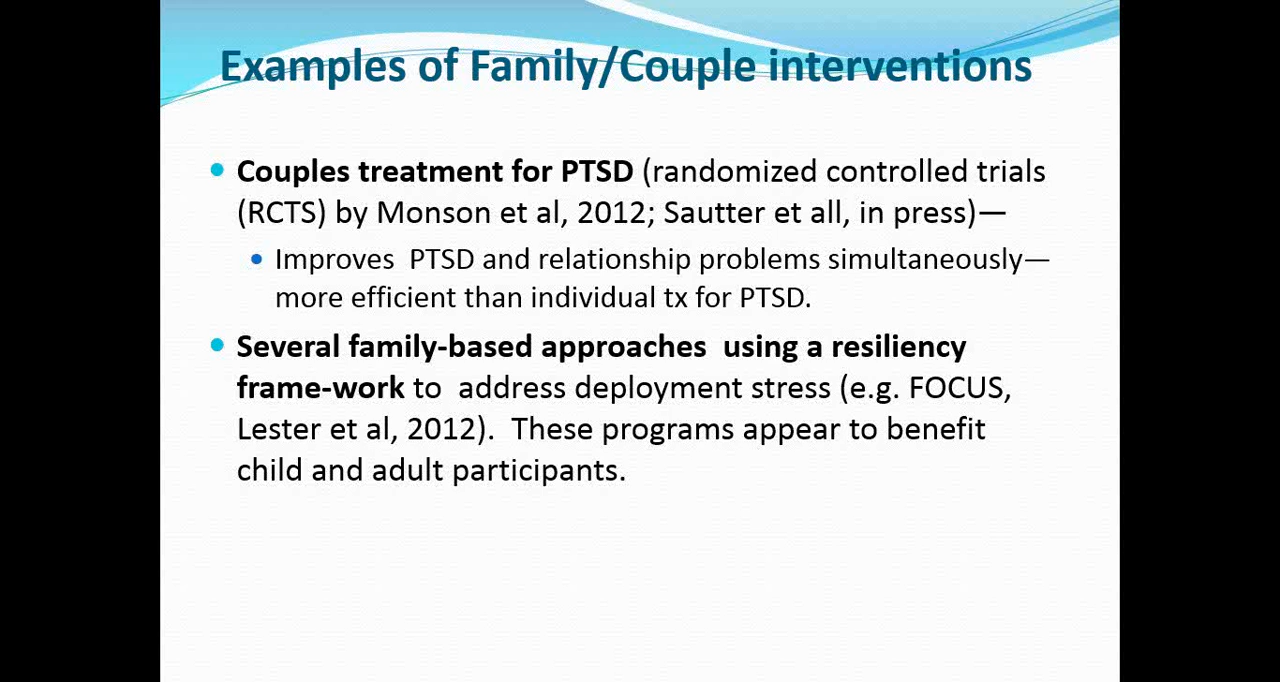 Examples of Family/Couple interventions
• Couples treatment for PTSD (randomized controlled trials
(RCTS) by Monson et al, 2012; Sautter et all, in press)—
• Improves  PTSD and relationship problems simultaneously—
more efficient than individual tx for PTSD.
• Several family-based approaches  using a resiliency
frame-work to  address deployment stress (e.g. FOCUS,
Lester et al, 2012).  These programs appear to benefit
child and adult participants.